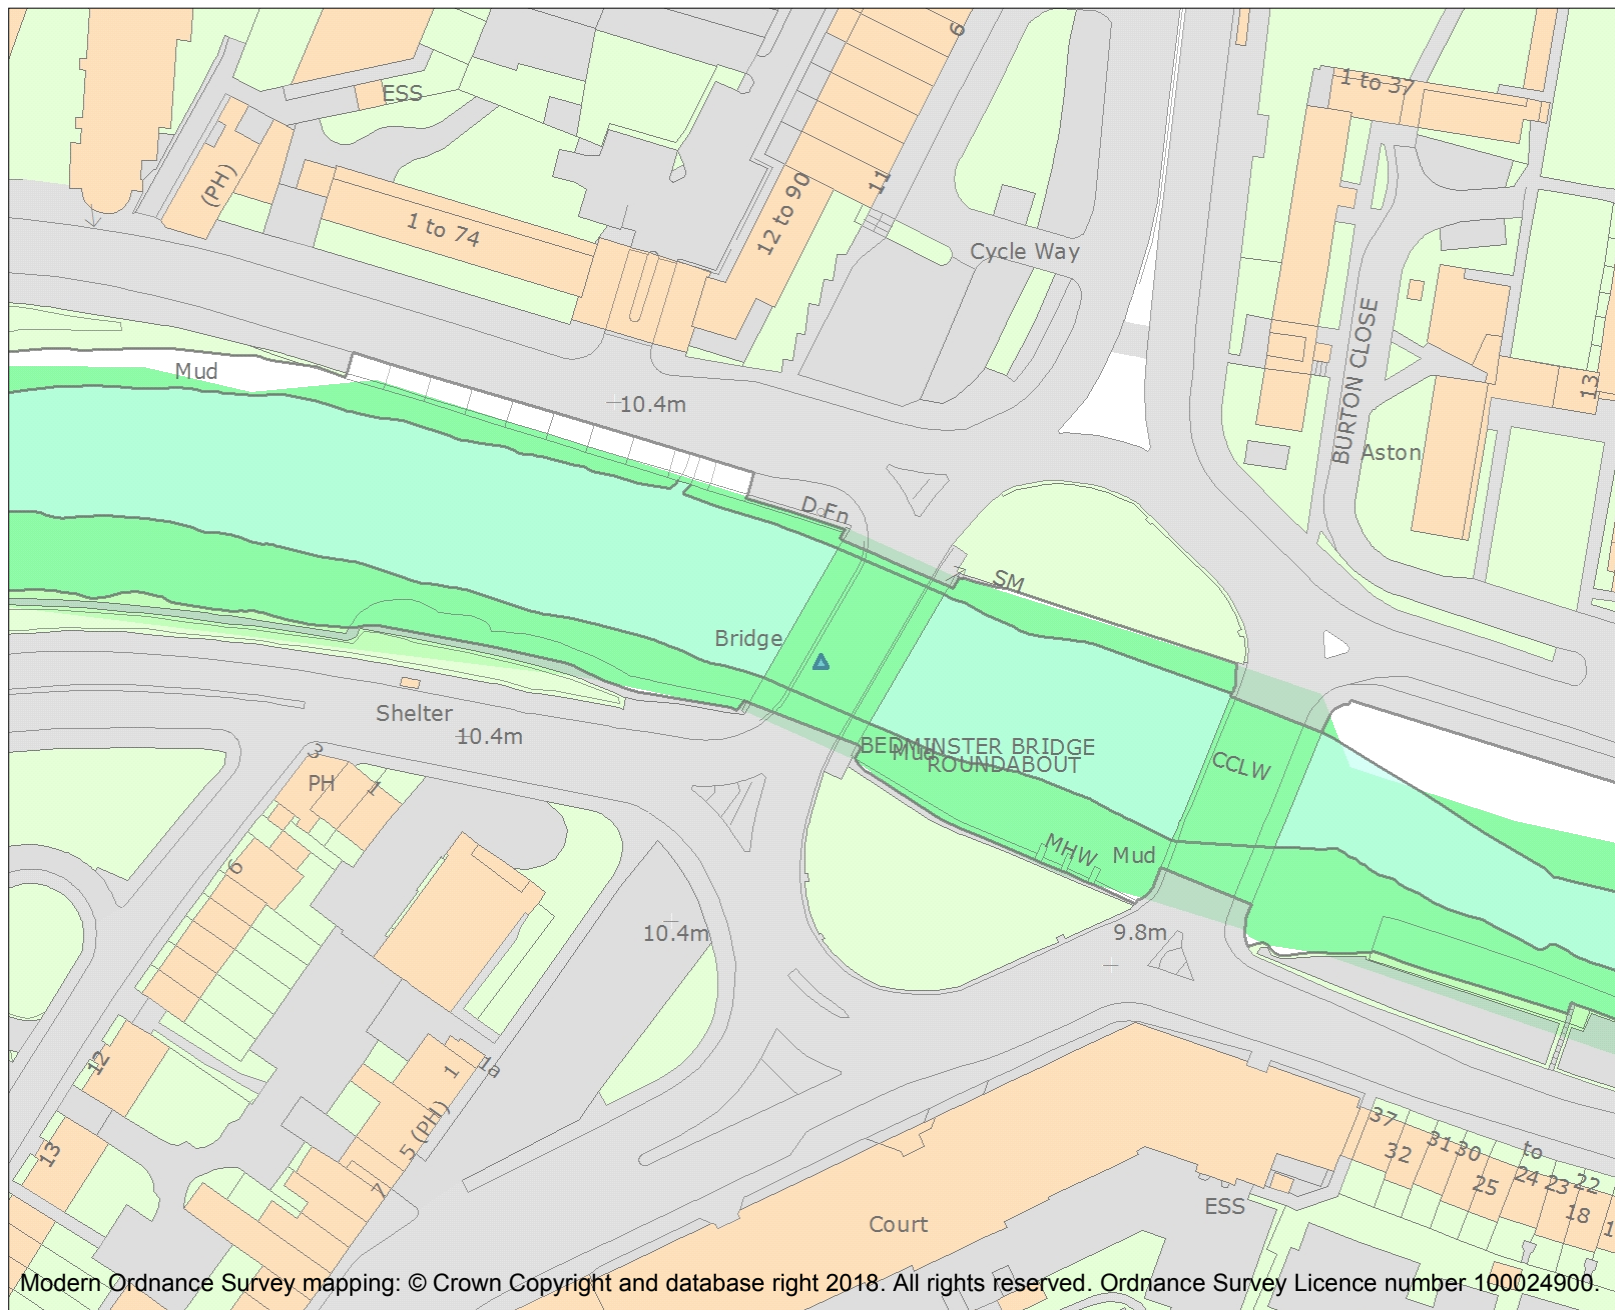 6
1 to 37
ESS
(PH)
11
12 to 90
1 to 74
Cycle Way
BURTON CLOSE
Mud
13
10.4m
Aston
D Fn
SM
Bridge
Shelter
10.4m
BEDMINSTER BRIDGE
ROUNDABOUT
Mud
CCLW
3
PH
1
MHW
Mud
6
10.4m
9.8m
12
1
1a
5 (PH)
7
13
37
32
31
30
to
25
24
23
22
18
1
ESS
Court
Modern Ordnance Survey mapping: © Crown Copyright and database right 2018. All rights reserved. Ordnance Survey Licence number 100024900.